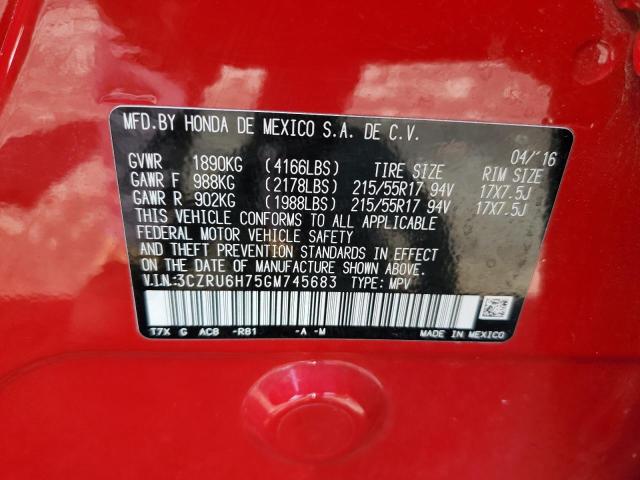 MFD.BY HONDA DE MEXICO S.A. DE C.V.
04/'16
GVWR 1890KG (4166LBS) TIRE SIZE RIM SIZE
GAWR F 988KG (2178LBS) 215/55R17 94V 17X7.5J
GAWR R 902KG (1988LBS) 215/55R17 94V 17X7.5J
THIS VEHICLE CONFORMS TO ALL APPLICABLE
FEDERAL MOTOR VEHICLE SAFETY
AND THEFT PREVENTION STANDARDS IN EFFECT
ON THE DATE OF MANUFACTURE SHOWN ABOVE.
V.I.N.:3CZRU6H75GM745683 TYPE: MPV
T7X G AC8 -R81 -A -M MADE IN MEXICO